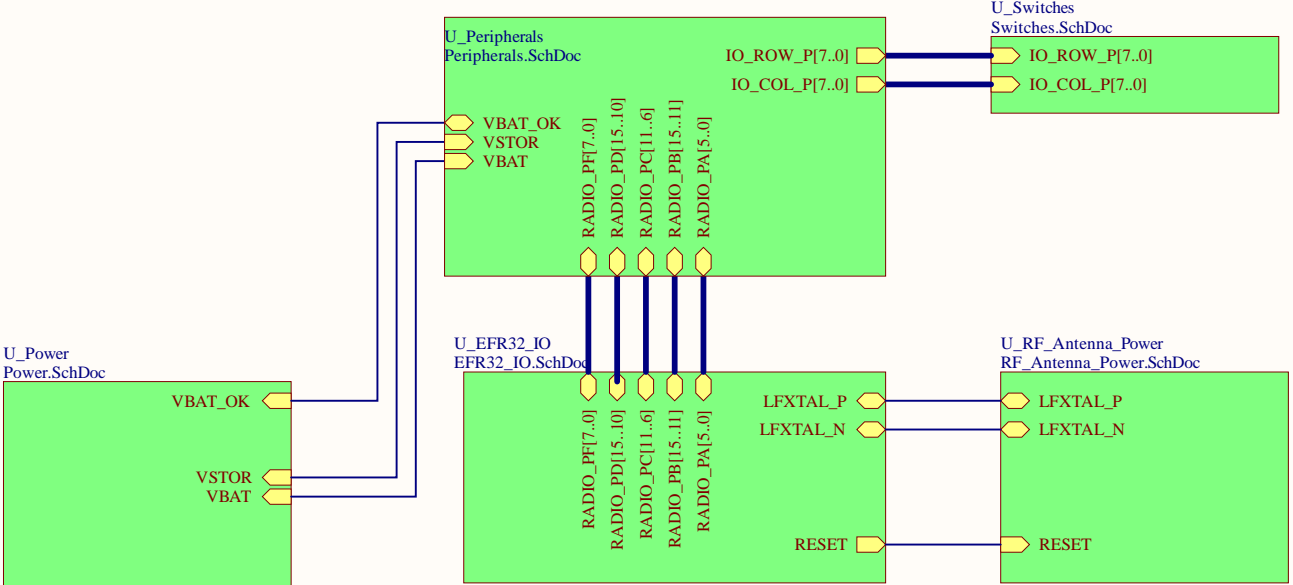 U_Switches
Switches.SchDoc
IO_ROW_P[7..0]
IO_COL_P[7..0]
U_Peripherals
Peripherals.SchDoc
IO_ROW_P[7..0]
IO_COL_P[7..0]
VBAT_OK
VSTOR
VBAT
RADIO_PF[7..0]
RADIO_PD[15..10]
RADIO_PC[11..6]
RADIO_PB[15..11]
RADIO_PA[5..0]
U_Power
Power.SchDoc
VBAT_OK
VSTOR
VBAT
U_EFR32_IO
EFR32_IO.SchDoc
RADIO_PF[7..0]
RADIO_PD[15..10]
RADIO_PC[11..6]
RADIO_PB[15..11]
RADIO_PA[5..0]
LFXTAL_P
LFXTAL_N
RESET
U_RF_Antenna_Power
RF_Antenna_Power.SchDoc
LFXTAL_P
LFXTAL_N
RESET